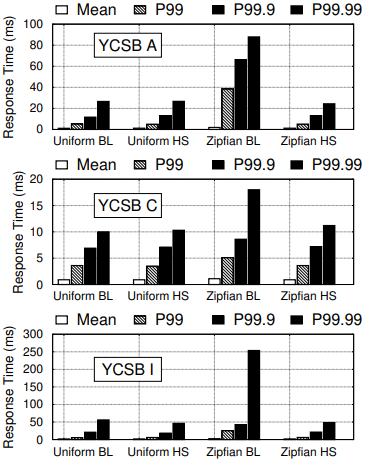 Mean P99 P99.9 P99.99
Response Time (ms)
100
80
60
40
20
0
YCSB A
Uniform BL Uniform HS Zipfian BL Zipfian HS
Mean P99 P99.9 P99.99
Response Time (ms)
20
15
10
5
0
YCSB C
Uniform BL Uniform HS Zipfian BL Zipfian HS
Mean P99 P99.9 P99.99
Response Time (ms)
300
250
200
150
100
50
0
YCSB I
Uniform BL Uniform HS Zipfian BL Zipfian HS